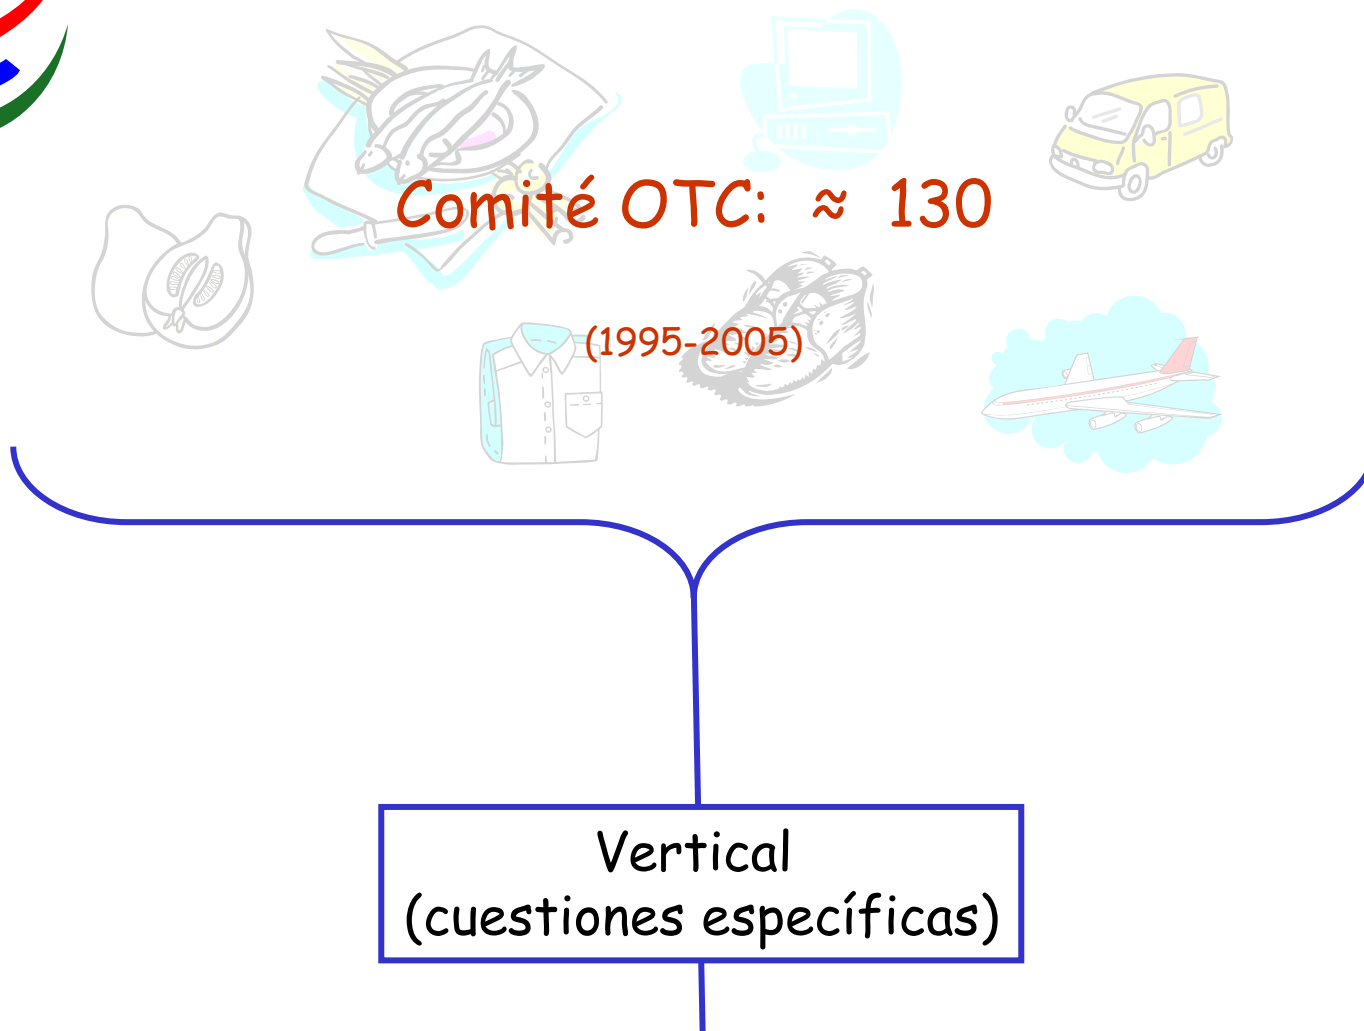 Comité OTC: ≈ 130
(1995-2005)
Vertical
(cuestiones específicas)